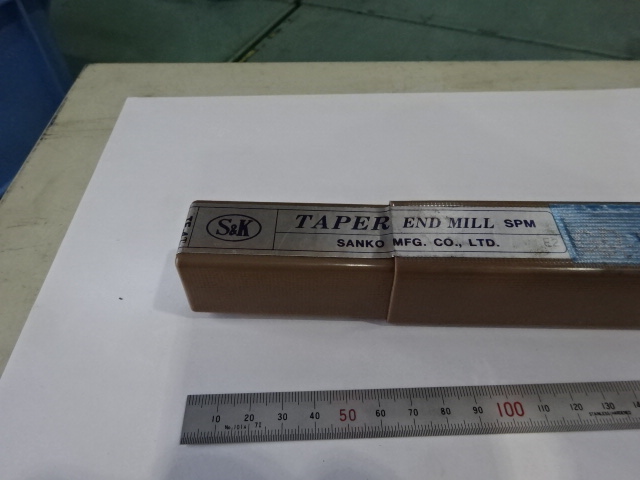 S&K
TAPER END MILL SPM
SANKO MFG. CO., LTD.
10 20 30 40 50 60 70 80 90 100 110 120 130